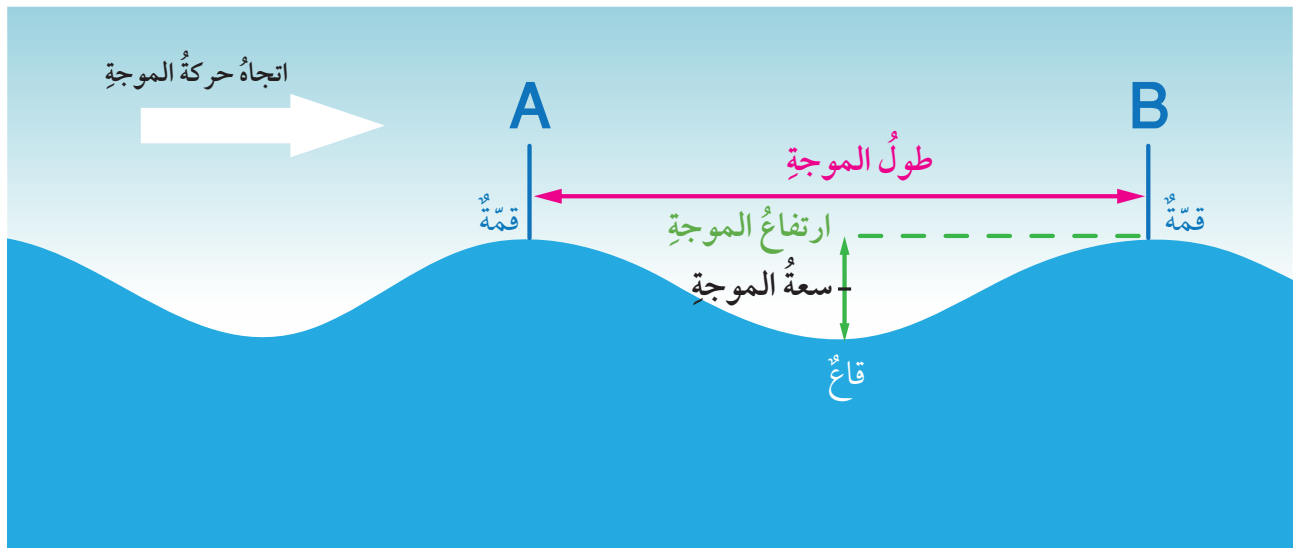 اتجاهُ حركةُ الموجةِ
A
B
طولُ الموجةِ
قمّةٌ
قمّةٌ
ارتفاعُ الموجةِ
سعةُ الموجةِ
قاعٌ